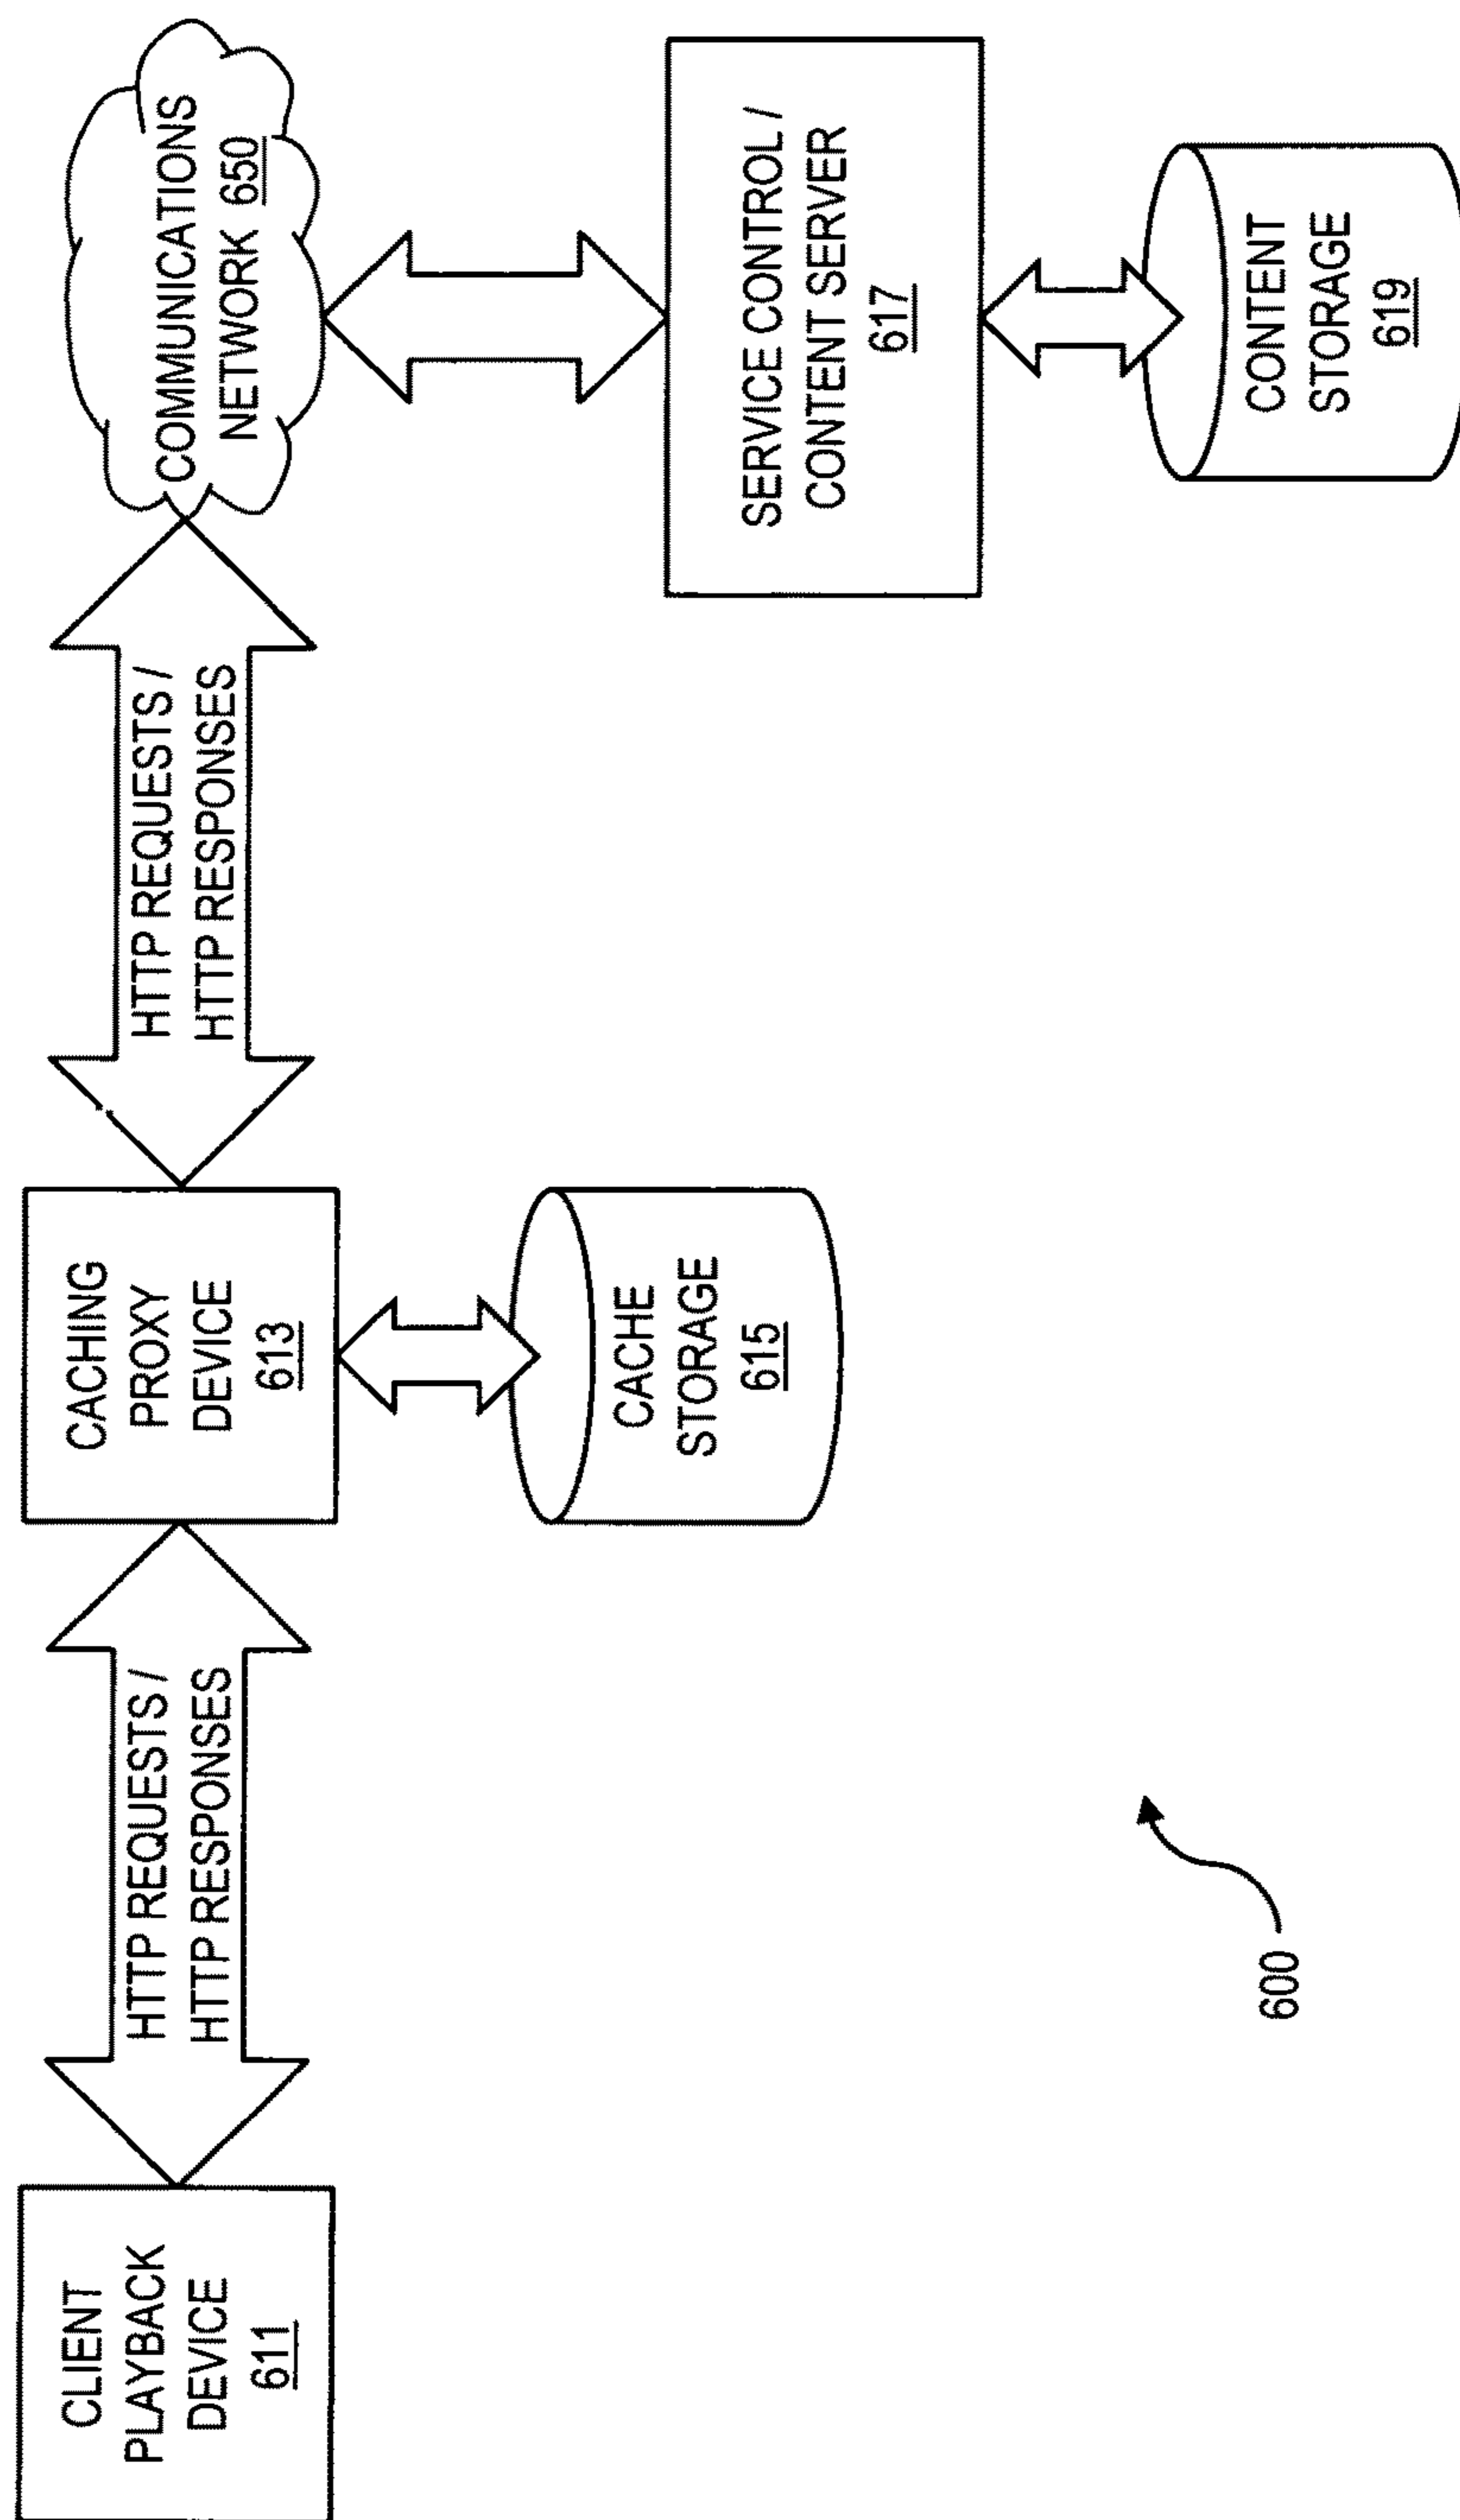 CLIENT
PLAYBACK
DEVICE
611
HTTP REQUESTS /
HTTP RESPONSES
CACHING
PROXY
DEVICE
613
HTTP REQUESTS /
HTTP RESPONSES
COMMUNICATIONS
NETWORK 650
CACHE
STORAGE
615
SERVICE CONTROL /
CONTENT SERVER
617
CONTENT
STORAGE
619
600